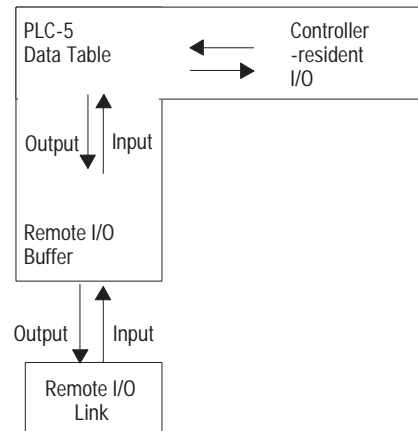 PLC-5
Data Table
Controller
-resident
I/O
Output
Input
Remote I/O
Buffer
Output
Input
Remote I/O
Link